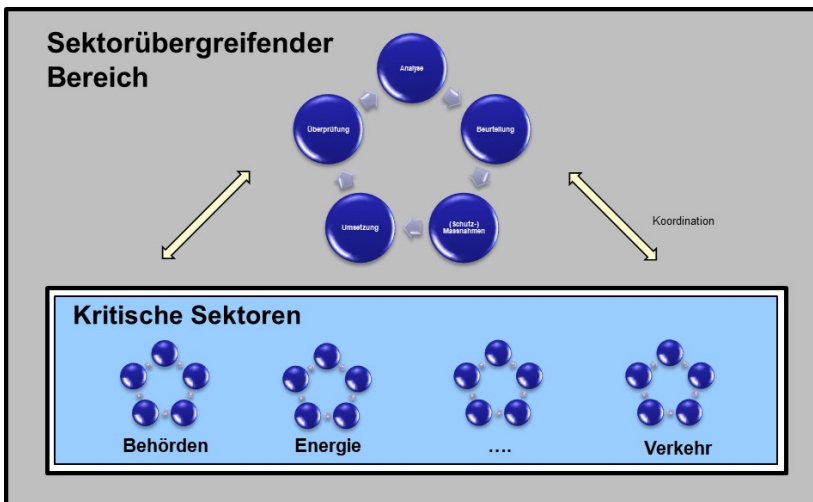 Sektorübergreifender
Bereich
Analyse
Überprüfung
Beurteilung
Umsetzung
(Schutz-)
Massnahmen
Koordination
Kritische Sektoren
Behörden
Energie
....
Verkehr